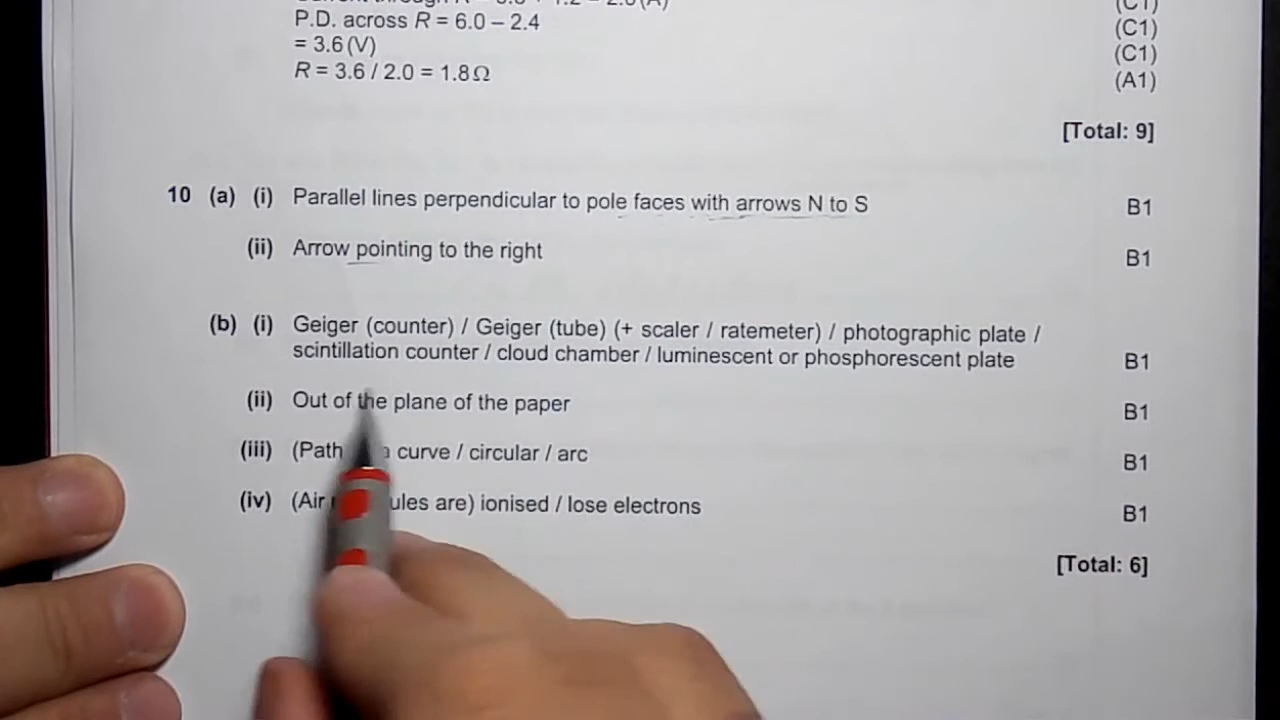 P.D. across R = 6.0 – 2.4 (C1)
= 3.6 (V) (C1)
R = 3.6 / 2.0 = 1.8 Ω (A1)
[Total: 9]
10 (a) (i) Parallel lines perpendicular to pole faces with arrows N to S B1
(ii) Arrow pointing to the right B1
(b) (i) Geiger (counter) / Geiger (tube) (+ scaler / ratemeter) / photographic plate /
scintillation counter / cloud chamber / luminescent or phosphorescent plate B1
(ii) Out of the plane of the paper B1
(iii) (Path curve / circular / arc B1
(iv) (Air are) ionised / lose electrons B1
[Total: 6]